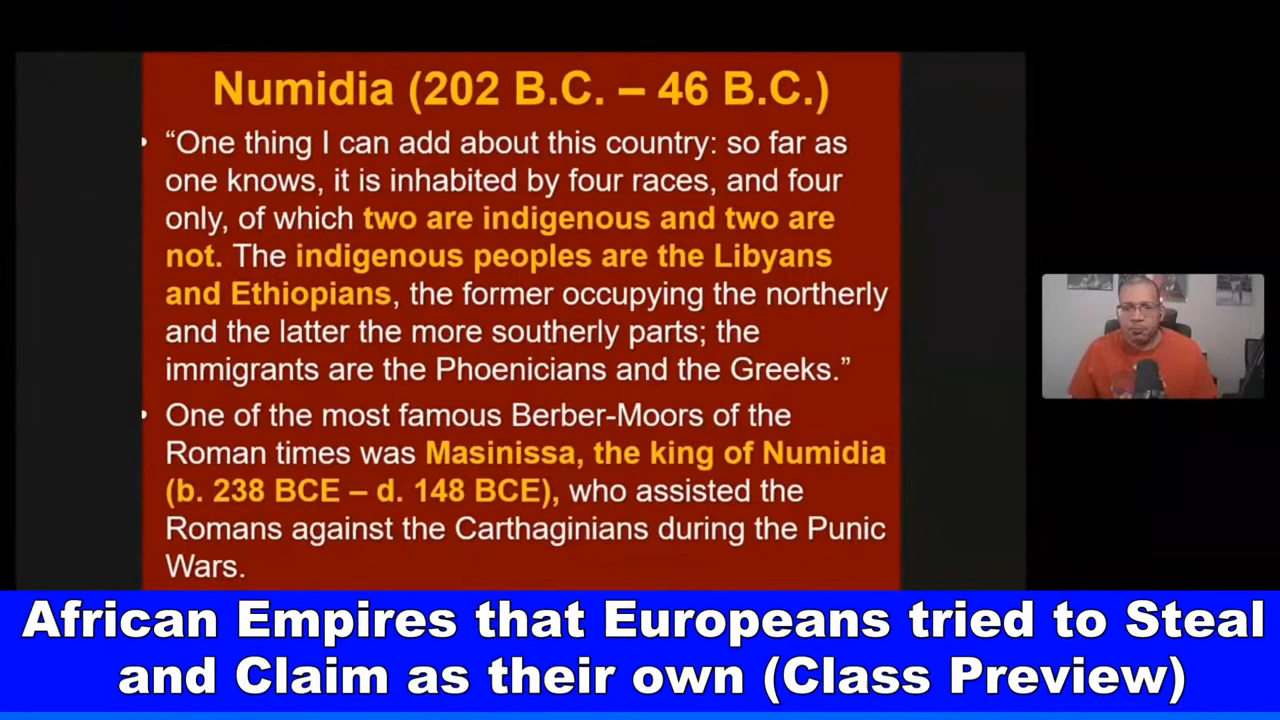 Numidia (202 B.C. – 46 B.C.)
• “One thing I can add about this country: so far as
one knows, it is inhabited by four races, and four
only, of which two are indigenous and two are
not. The indigenous peoples are the Libyans
and Ethiopians, the former occupying the northerly
and the latter the more southerly parts; the
immigrants are the Phoenicians and the Greeks.”
• One of the most famous Berber-Moors of the
Roman times was Masinissa, the king of Numidia
(b. 238 BCE – d. 148 BCE), who assisted the
Romans against the Carthaginians during the Punic
Wars.
African Empires that Europeans tried to Steal
and Claim as their own (Class Preview)